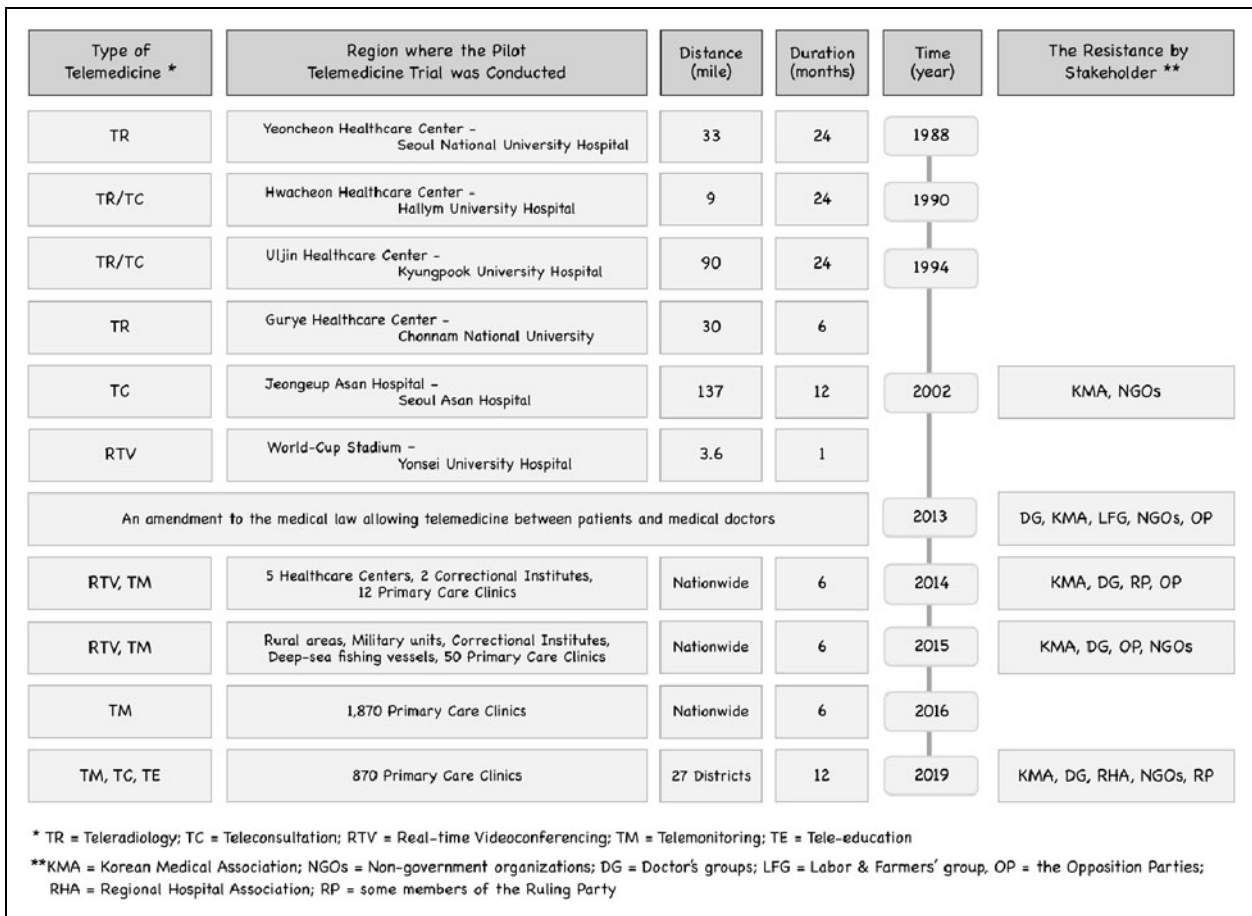 Type of Telemedicine *
Region where the Pilot Telemedicine Trial was Conducted
Distance (mile)
Duration (months)
Time (year)
The Resistance by Stakeholder **
TR
Yeoncheon Healthcare Center -
Seoul National University Hospital
33
24
1988
TR/TC
Hwacheon Healthcare Center -
Hallym University Hospital
9
24
1990
TR/TC
Uljin Healthcare Center -
Kyungpook University Hospital
90
24
1994
TR
Gurye Healthcare Center -
Chonnam National University
30
6
TC
Jeongeup Asan Hospital -
Seoul Asan Hospital
137
12
2002
KMA, NGOs
RTV
World-Cup Stadium -
Yonsei University Hospital
3.6
1
An amendment to the medical law allowing telemedicine between patients and medical doctors
2013
DG, KMA, LFG, NGOs, OP
RTV, TM
5 Healthcare Centers, 2 Correctional Institutes,
12 Primary Care Clinics
Nationwide
6
2014
KMA, DG, RP, OP
RTV, TM
Rural areas, Military units, Correctional Institutes,
Deep-sea fishing vessels, 50 Primary Care Clinics
Nationwide
6
2015
KMA, DG, OP, NGOs
TM
1,870 Primary Care Clinics
Nationwide
6
2016
TM, TC, TE
870 Primary Care Clinics
27 Districts
12
2019
KMA, DG, RHA, NGOs, RP
* TR = Teleradiology; TC = Teleconsultation; RTV = Real-time Videoconferencing; TM = Telemonitoring; TE = Tele-education
**KMA = Korean Medical Association; NGOs = Non-government organizations; DG = Doctor's groups; LFG = Labor & Farmers' group, OP = the Opposition Parties;
RHA = Regional Hospital Association; RP = some members of the Ruling Party